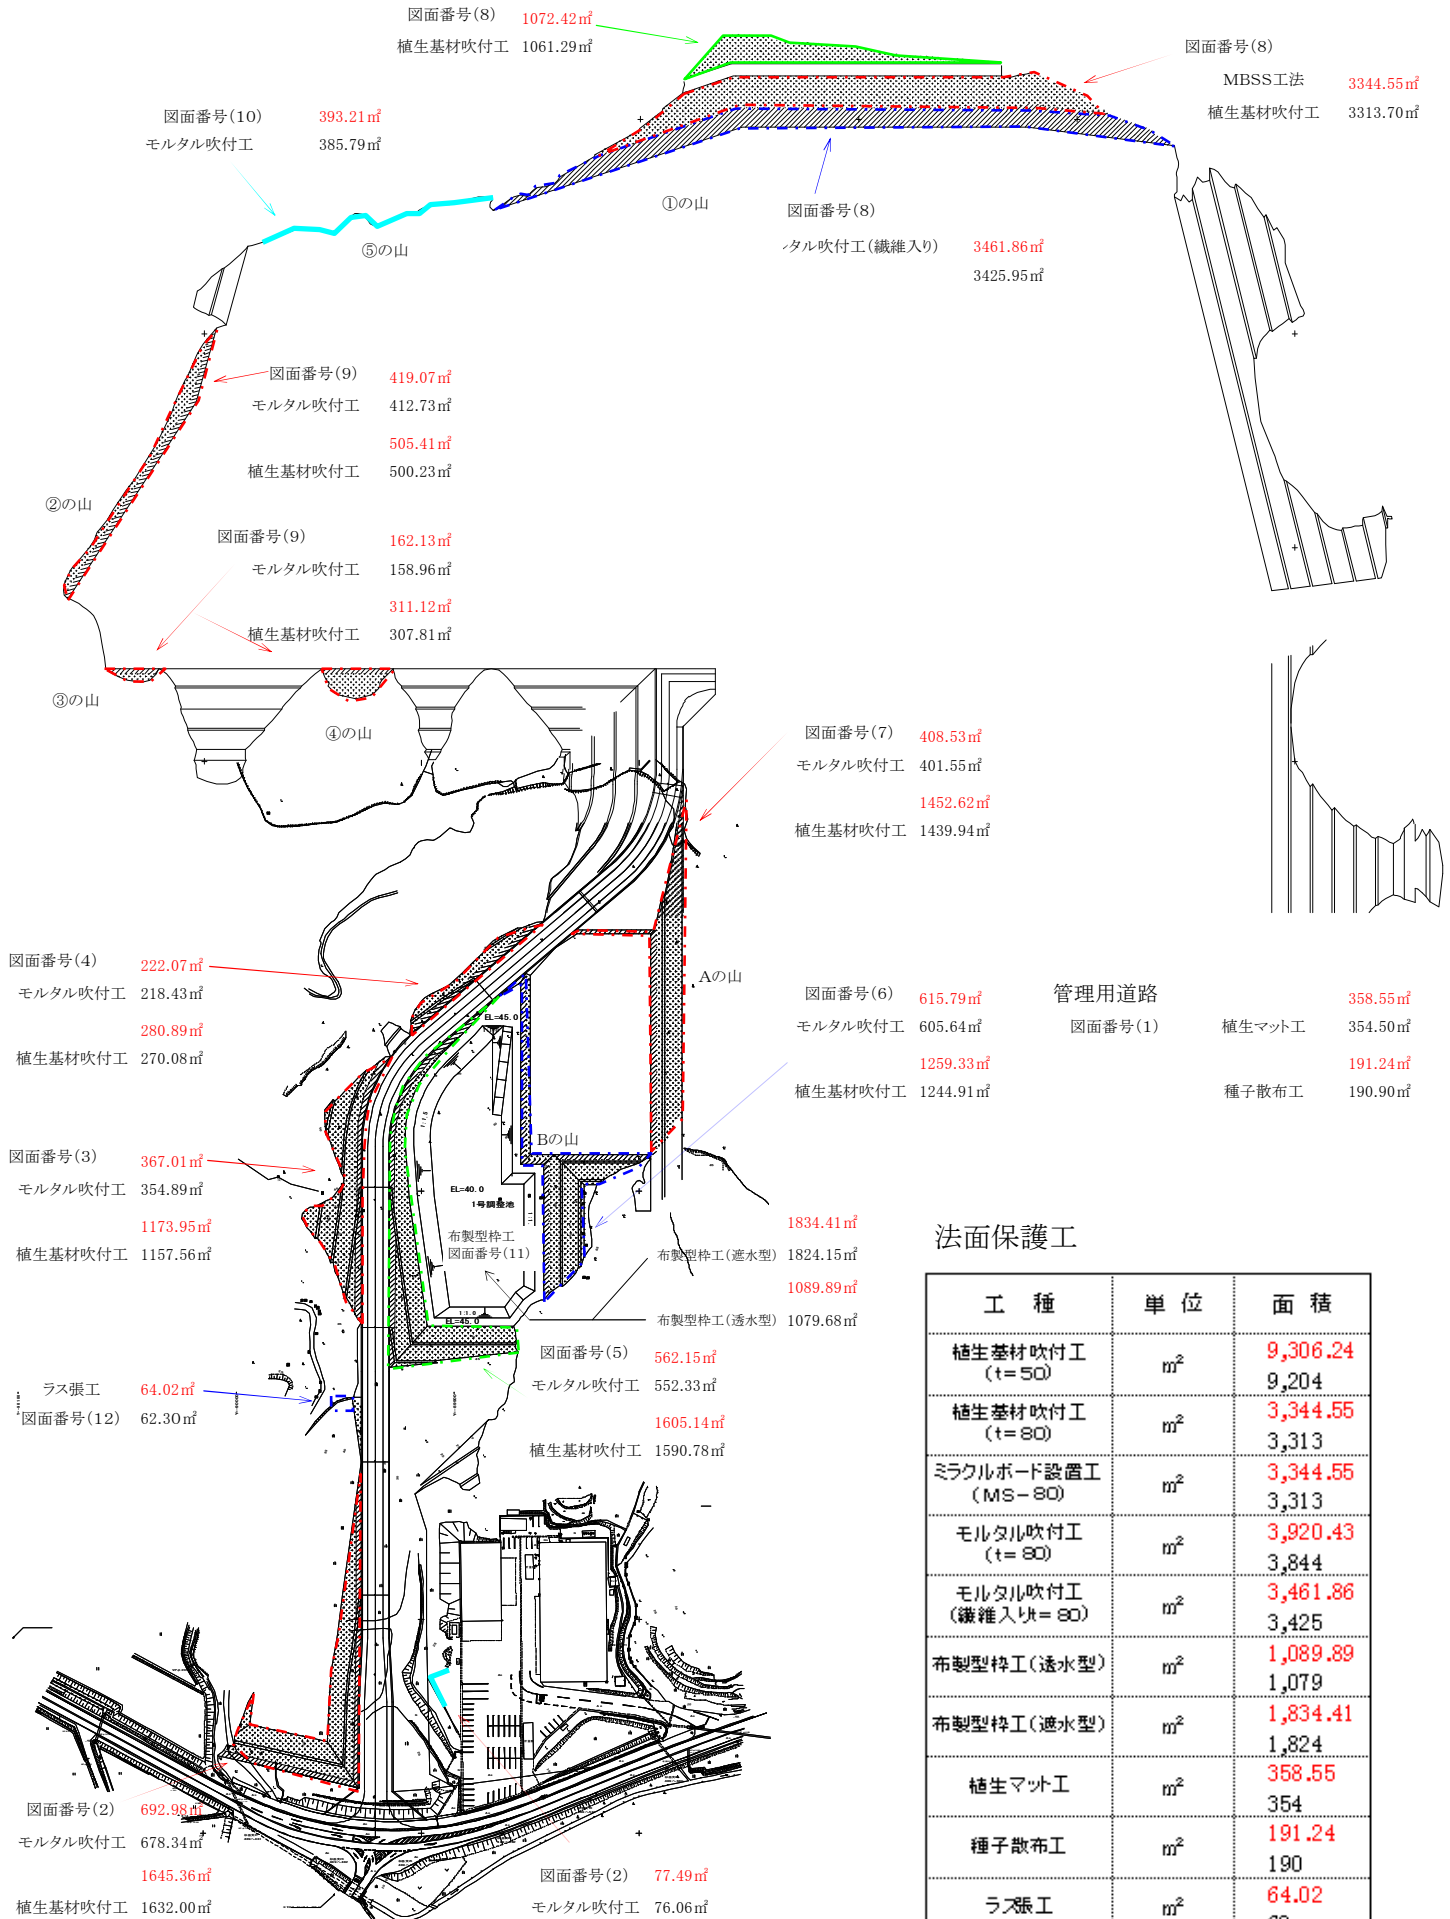 図面番号(8) 1072.42㎡
植生基材吹付工 1061.29㎡
図面番号(8)
MBSS工法 3344.55㎡
植生基材吹付工 3313.70㎡
図面番号(10) 393.21㎡
モルタル吹付工 385.79㎡
①の山
図面番号(8)
タル吹付工(繊維入り) 3461.86㎡
3425.95㎡
⑤の山
図面番号(9) 419.07㎡
モルタル吹付工 412.73㎡
505.41㎡
植生基材吹付工 500.23㎡
②の山
図面番号(9) 162.13㎡
モルタル吹付工 158.96㎡
311.12㎡
植生基材吹付工 307.81㎡
③の山
④の山
図面番号(7) 408.53㎡
モルタル吹付工 401.55㎡
1452.62㎡
植生基材吹付工 1439.94㎡
図面番号(4) 222.07㎡
モルタル吹付工 218.43㎡
280.89㎡
植生基材吹付工 270.08㎡
Aの山
図面番号(6) 615.79㎡
モルタル吹付工 605.64㎡
1259.33㎡
植生基材吹付工 1244.91㎡
管理用道路 358.55㎡
図面番号(1) 植生マット工 354.50㎡
191.24㎡
種子散布工 190.90㎡
EL=45.0
1:1.5
Bの山
図面番号(3) 367.01㎡
モルタル吹付工 354.89㎡
1173.95㎡
植生基材吹付工 1157.56㎡
EL=40.0
1号調整池
布製型枠工
図面番号(11)
1:1.0
EL=45.0
1834.41㎡
布製型枠工(遮水型) 1824.15㎡
1089.89㎡
布製型枠工(透水型) 1079.68㎡
図面番号(5) 562.15㎡
モルタル吹付工 552.33㎡
1605.14㎡
植生基材吹付工 1590.78㎡
ラス張工 64.02㎡
図面番号(12) 62.30㎡
図面番号(2) 692.98㎡
モルタル吹付工 678.34㎡
1645.36㎡
植生基材吹付工 1632.00㎡
図面番号(2) 77.49㎡
モルタル吹付工 76.06㎡
法面保護工
工 種 単 位 面 積
植生基材吹付工 (t=50) m² 9,306.24
9,204
植生基材吹付工 (t=80) m² 3,344.55
3,313
ミラクルボード設置工 (MS-80) m² 3,344.55
3,313
モルタル吹付工 (t=80) m² 3,920.43
3,844
モルタル吹付工 (繊維入りt=80) m² 3,461.86
3,425
布製型枠工(透水型) m² 1,089.89
1,079
布製型枠工(遮水型) m² 1,834.41
1,824
植生マット工 m² 358.55
354
種子散布工 m² 191.24
190
ラス張工 m² 64.02